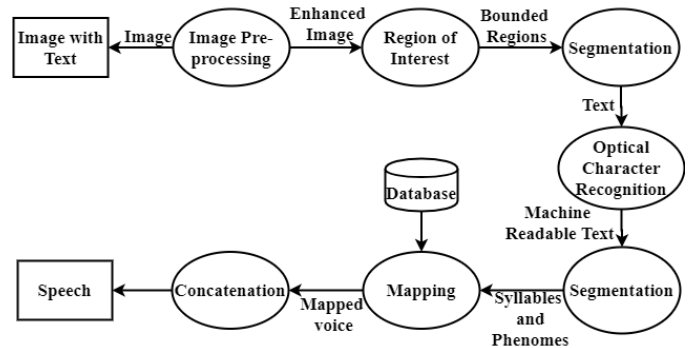 Image with
Text
Image
Image Pre-
processing
Enhanced
Image
Region of
Interest
Bounded
Regions
Segmentation
Text
Optical
Character
Recognition
Machine
Readable Text
Segmentation
Syllables
and
Phenomes
Database
Mapping
Mapped
voice
Concatenation
Speech